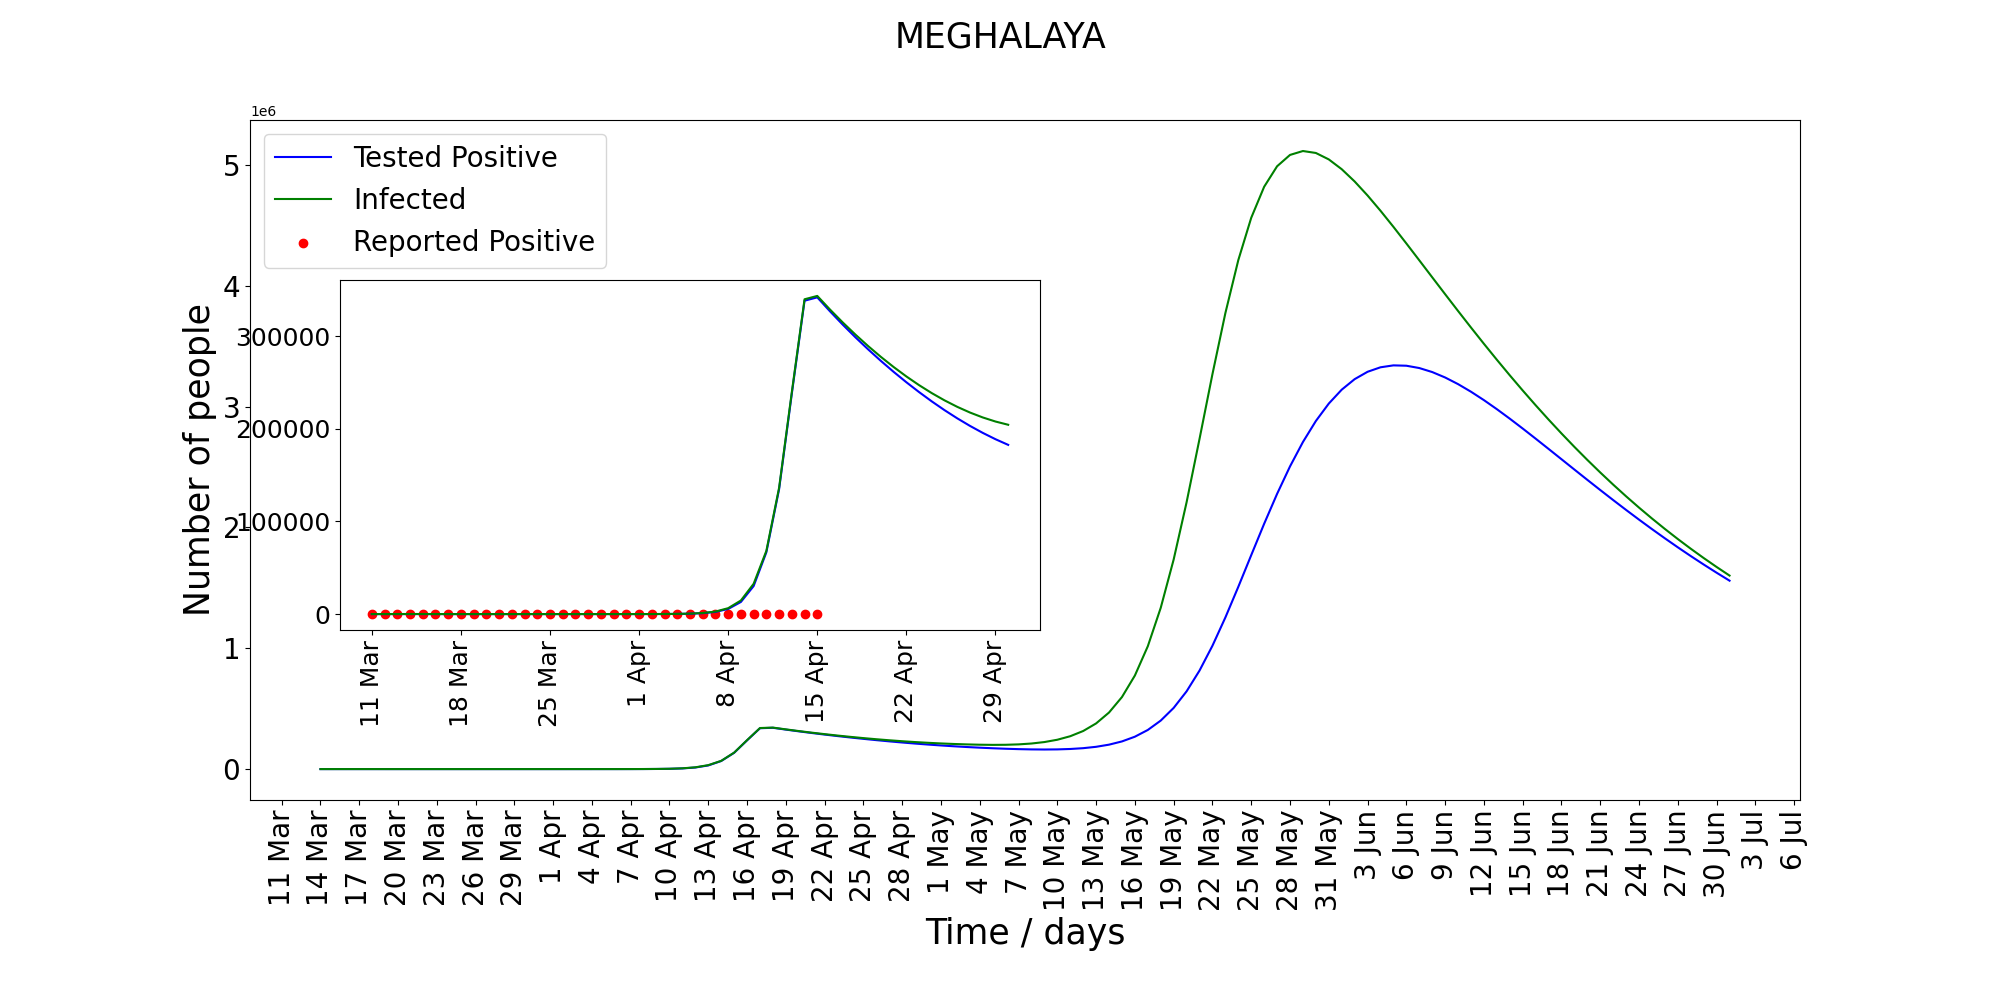 MEGHALAYA
1e6
Tested Positive
Infected
Reported Positive
Number of people
5
4
3
2
1
0
300000
200000
100000
0
11 Mar
18 Mar
25 Mar
1 Apr
8 Apr
15 Apr
22 Apr
29 Apr
11 Mar
14 Mar
17 Mar
20 Mar
23 Mar
26 Mar
29 Mar
1 Apr
4 Apr
7 Apr
10 Apr
13 Apr
16 Apr
19 Apr
22 Apr
25 Apr
28 Apr
1 May
4 May
7 May
10 May
13 May
16 May
19 May
22 May
25 May
28 May
31 May
3 Jun
6 Jun
9 Jun
12 Jun
15 Jun
18 Jun
21 Jun
24 Jun
27 Jun
30 Jun
3 Jul
6 Jul
Time / days